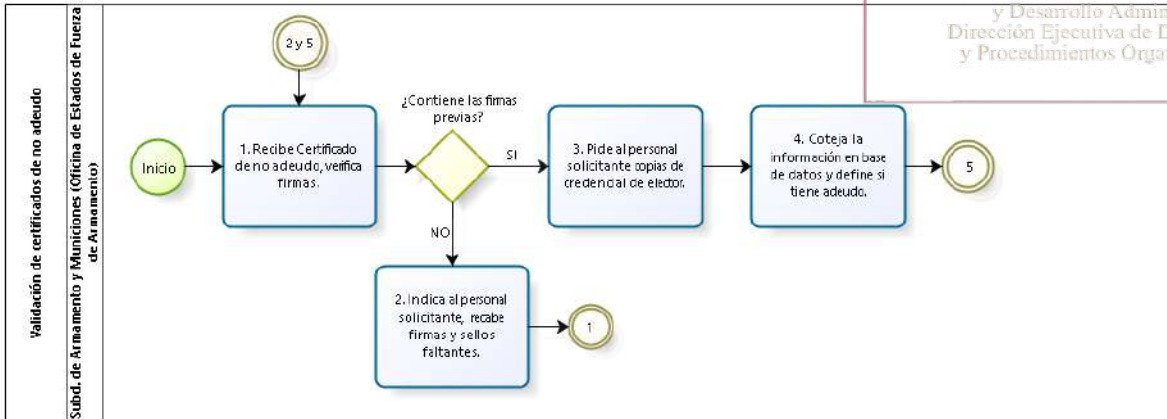 y Desarrollo Admin
Dirección Ejecutiva de D
y Procedimientos Orga
Validación de certificados de no adeudo
Subd. de Armamento y Municiones (Oficina de Estados de Fuerza
de Armamento)
2 y 5
Inicio
1. Recibe Certificado
de no adeudo, verifica
firmas.
¿Contiene las firmas
previas?
SI
NO
3. Pide al personal
solicitante copias de
credencial de elector.
4. Coteja la
información en base
de datos y define si
tiene adeudo.
5
2. Indica al personal
solicitante, recabe
firmas y sellos
faltantes.
1